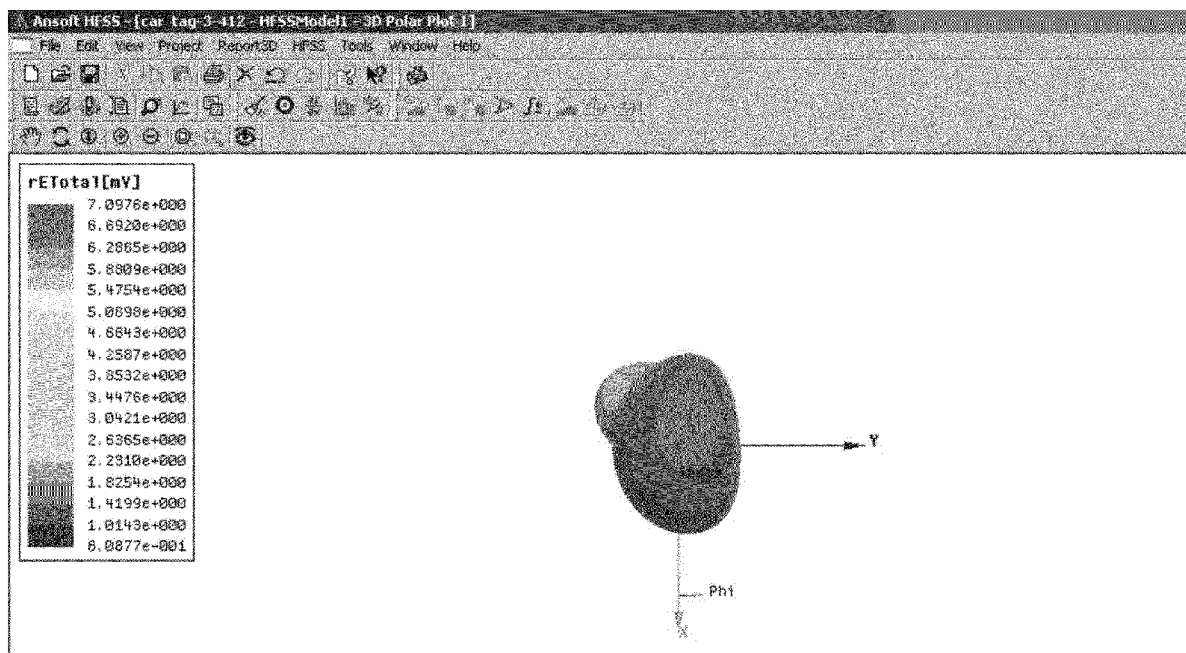 Ansoft HFSS - [car_tag-3-412 - HFSSModel1 - 3D Polar Plot 1]
File Edit View Project Report3D HFSS Tools Window Help
rETotal[mV]
7.0976e+000
6.6920e+000
6.2865e+000
5.8809e+000
5.4754e+000
5.0698e+000
4.6643e+000
4.2587e+000
3.8532e+000
3.4476e+000
3.0421e+000
2.6365e+000
2.2310e+000
1.8254e+000
1.4199e+000
1.0143e+000
6.0877e-001
Y
Phi
X